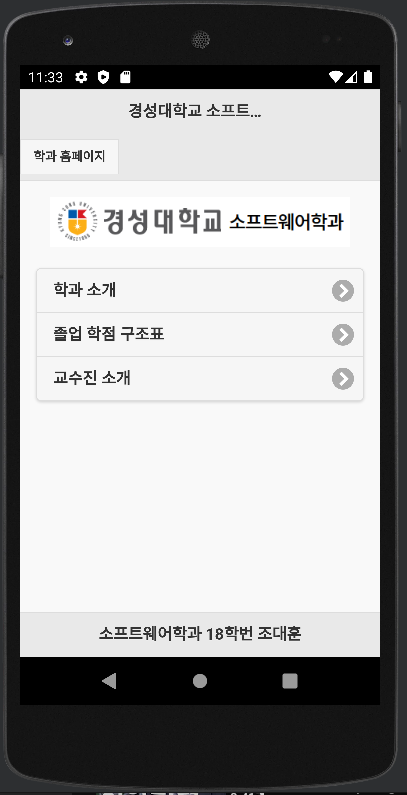 11:33
경성대학교 소프트...
학과 홈페이지
경성대학교 소프트웨어학과
학과 소개
졸업 학점 구조표
교수진 소개
소프트웨어학과 18학번 조대훈